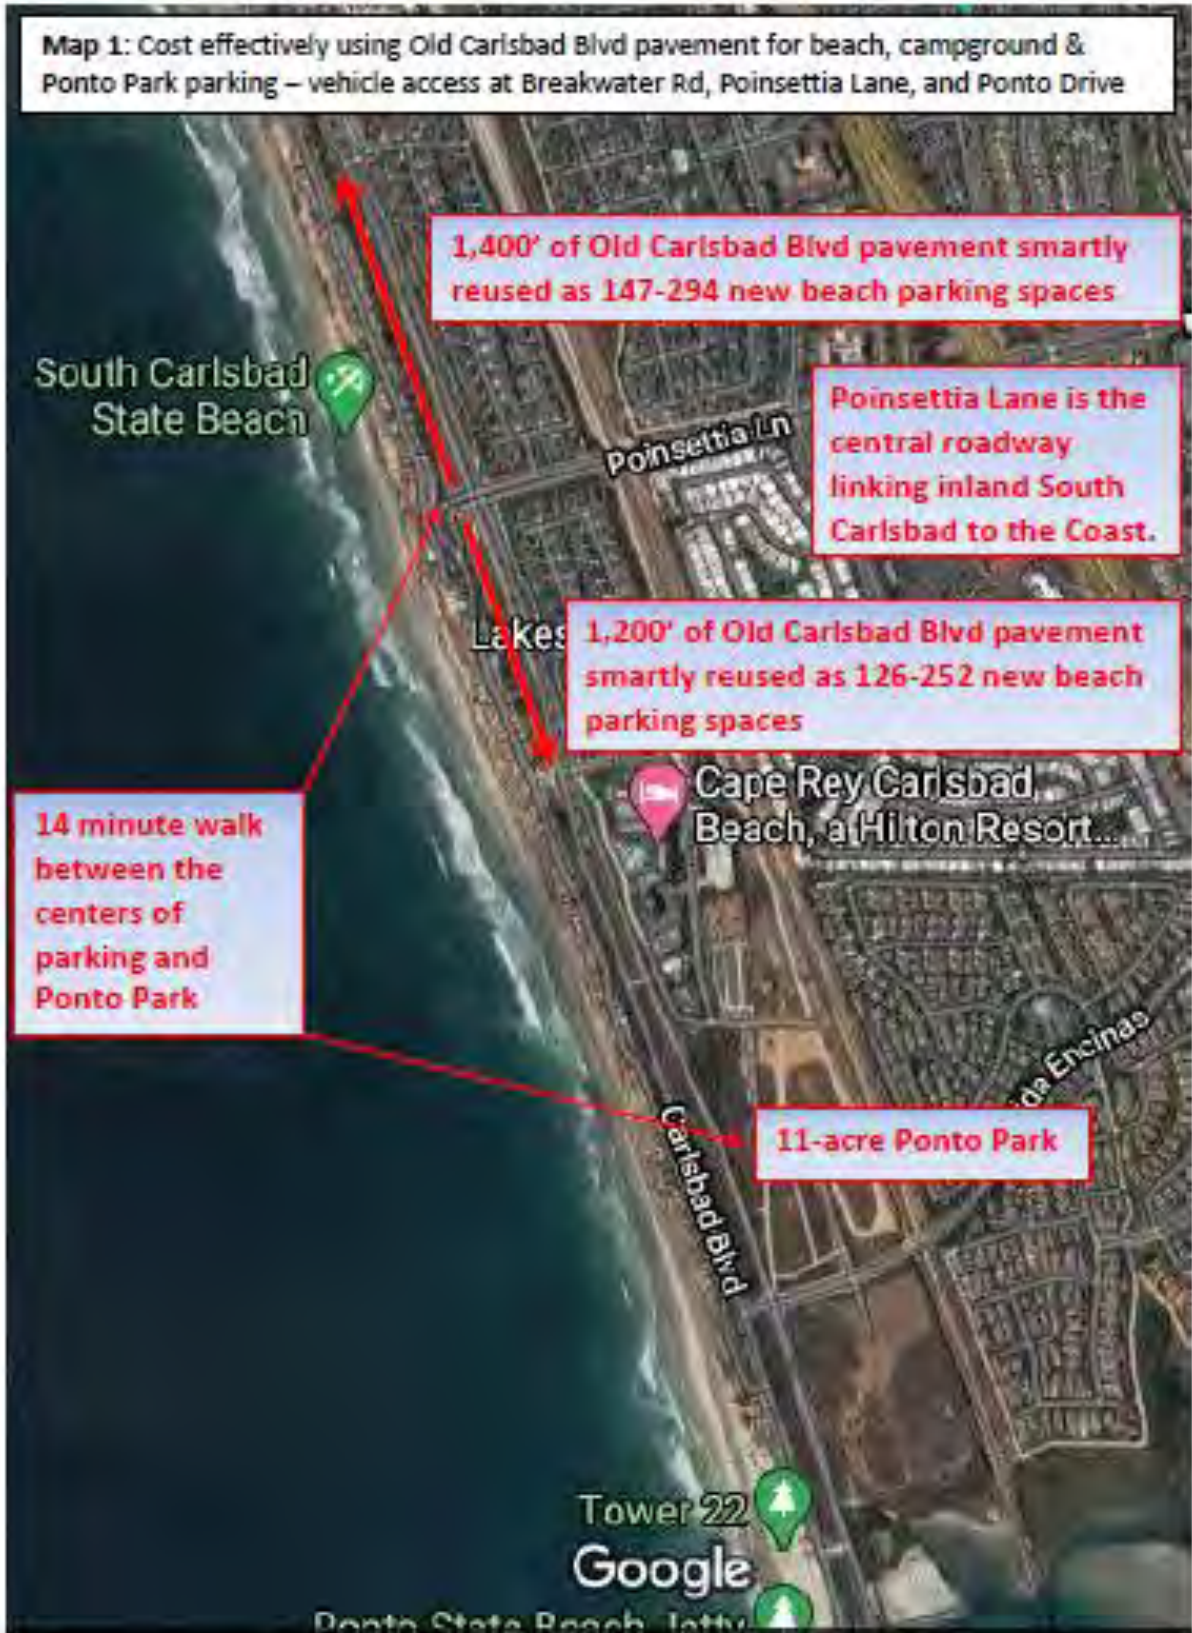 Map 1: Cost effectively using Old Carlsbad Blvd pavement for beach, campground &
Ponto Park parking – vehicle access at Breakwater Rd, Poinsettia Lane, and Ponto Drive
1,400' of Old Carlsbad Blvd pavement smartly
reused as 147-294 new beach parking spaces
South Carlsbad
State Beach
Poinsettia Lane is the
central roadway
linking inland South
Carlsbad to the Coast.
Poinsettia Ln
Lakes
1,200' of Old Carlsbad Blvd pavement
smartly reused as 126-252 new beach
parking spaces
Cape Rey Carlsbad
Beach, a Hilton Resort...
14 minute walk
between the
centers of
parking and
Ponto Park
ida Encinas
11-acre Ponto Park
Carlsbad Blvd
Tower 22
Google
Ponto State Beach Jetty